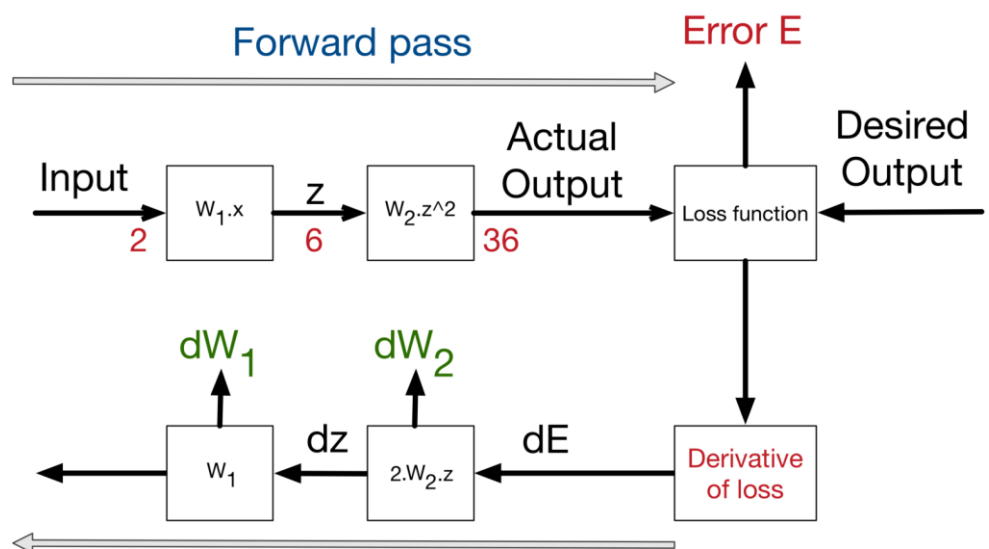 Forward pass
Error E
Input
z
Actual
Output
Desired
Output
W1.x
W2.z^2
Loss function
2
6
36
dW1
dW2
dz
dE
W1
2.W2.z
Derivative
of loss